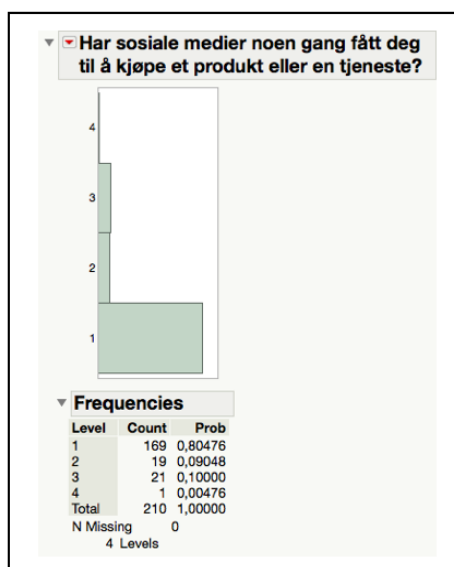 Har sosiale medier noen gang fått deg
til å kjøpe et produkt eller en tjeneste?
4
3
2
1
Frequencies
Level Count Prob
1 169 0,80476
2 19 0,09048
3 21 0,10000
4 1 0,00476
Total 210 1,00000
N Missing 0
4 Levels